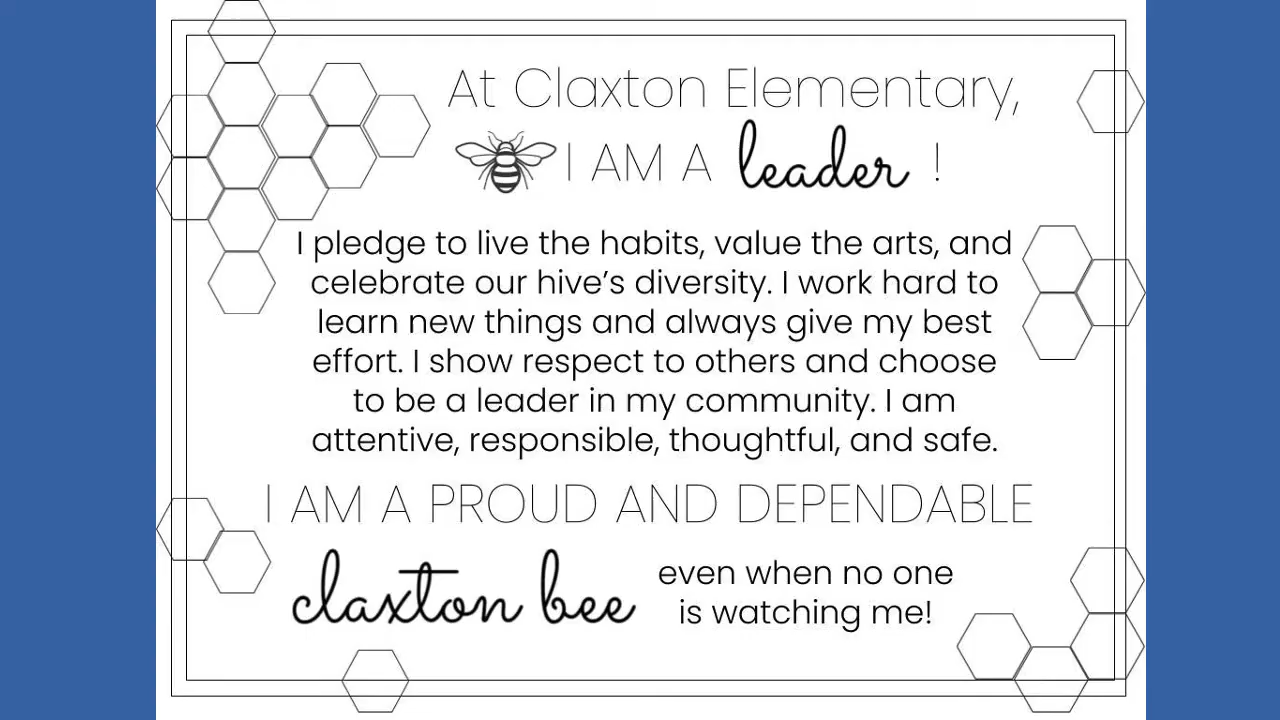 At Claxton Elementary,
I AM A leader !
I pledge to live the habits, value the arts, and
celebrate our hive’s diversity. I work hard to
learn new things and always give my best
effort. I show respect to others and choose
to be a leader in my community. I am
attentive, responsible, thoughtful, and safe.
I AM A PROUD AND DEPENDABLE
claxton bee
even when no one
is watching me!